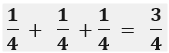 1/4 + 1/4 + 1/4 = 3/4